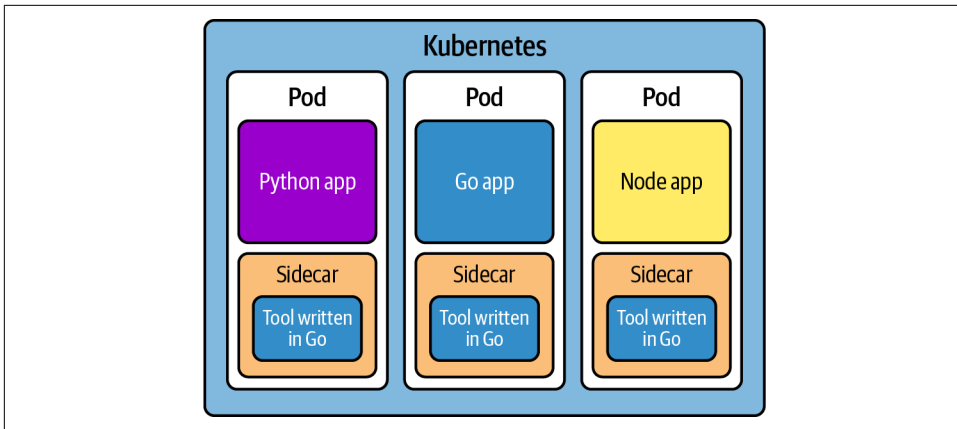 Kubernetes
Pod
Python app
Sidecar
Tool written
in Go
Pod
Go app
Sidecar
Tool written
in Go
Pod
Node app
Sidecar
Tool written
in Go